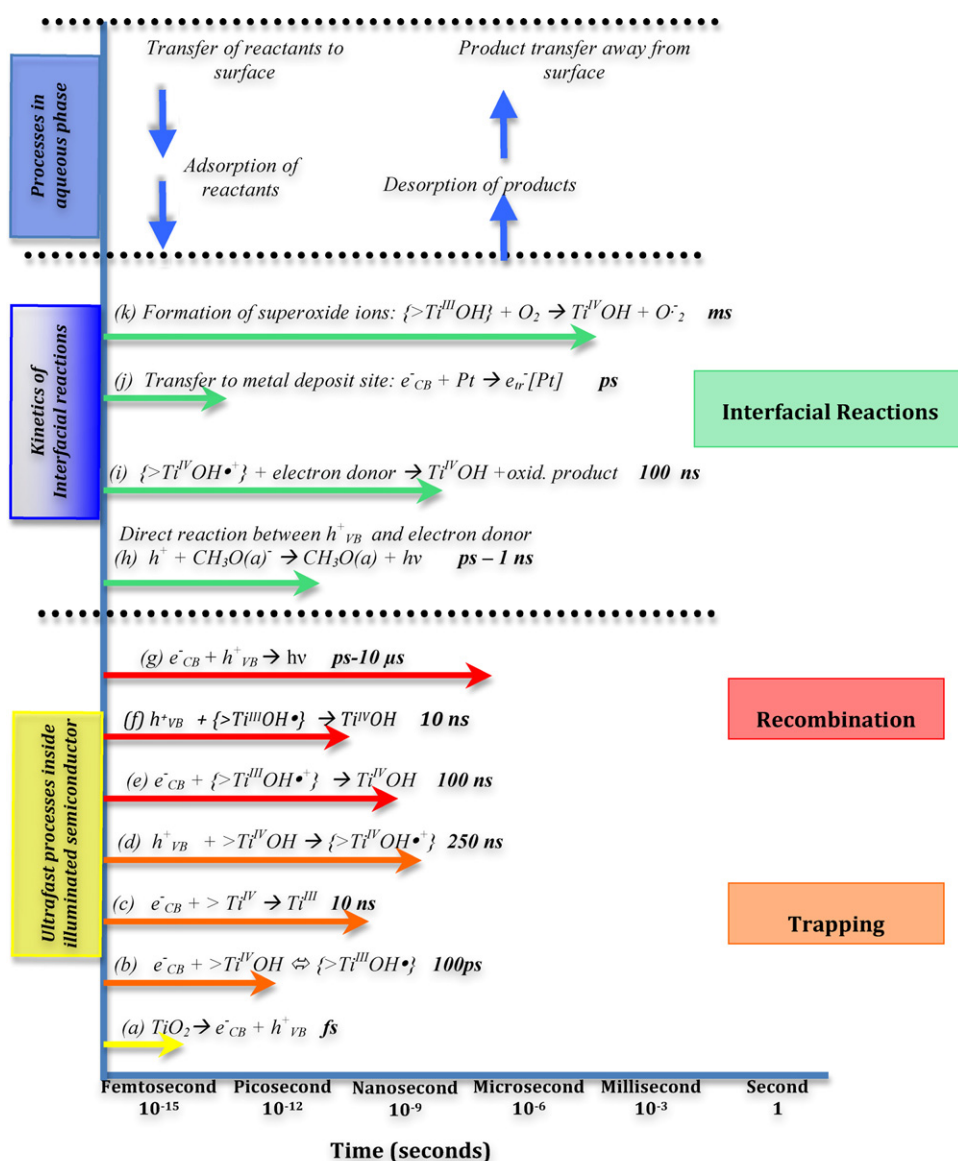 Processes in
aqueous phase
Transfer of reactants to
surface
Product transfer away from
surface
Adsorption of
reactants
Desorption of products
Kinetics of
Interfacial reactions
(k) Formation of superoxide ions: {>Ti^III OH} + O₂ → Ti^IV OH + O•⁻₂ ms
(j) Transfer to metal deposit site: e⁻CB + Pt → e_tr⁻[Pt] ps
Interfacial Reactions
(i) {>Ti^IV OH•⁺} + electron donor → Ti^IV OH +oxid. product 100 ns
Direct reaction between h⁺VB and electron donor
(h) h⁺ + CH₃O(a)⁻ → CH₃O(a) + hν ps – 1 ns
Ultrafast processes inside
illuminated semiconductor
(g) e⁻CB + h⁺VB → hν ps-10 μs
(f) h⁺VB + {>Ti^III OH•} → Ti^IV OH 10 ns
Recombination
(e) e⁻CB + {>Ti^III OH•⁺} → Ti^IV OH 100 ns
(d) h⁺VB + >Ti^IV OH → {>Ti^IV OH•⁺} 250 ns
(c) e⁻CB + > Ti^IV → Ti^III 10 ns
Trapping
(b) e⁻CB + >Ti^IV OH ⇔ {>Ti^III OH•} 100ps
(a) TiO₂ → e⁻CB + h⁺VB fs
Femtosecond Picosecond Nanosecond Microsecond Millisecond Second
10⁻¹⁵ 10⁻¹² 10⁻⁹ 10⁻⁶ 10⁻³ 1
Time (seconds)